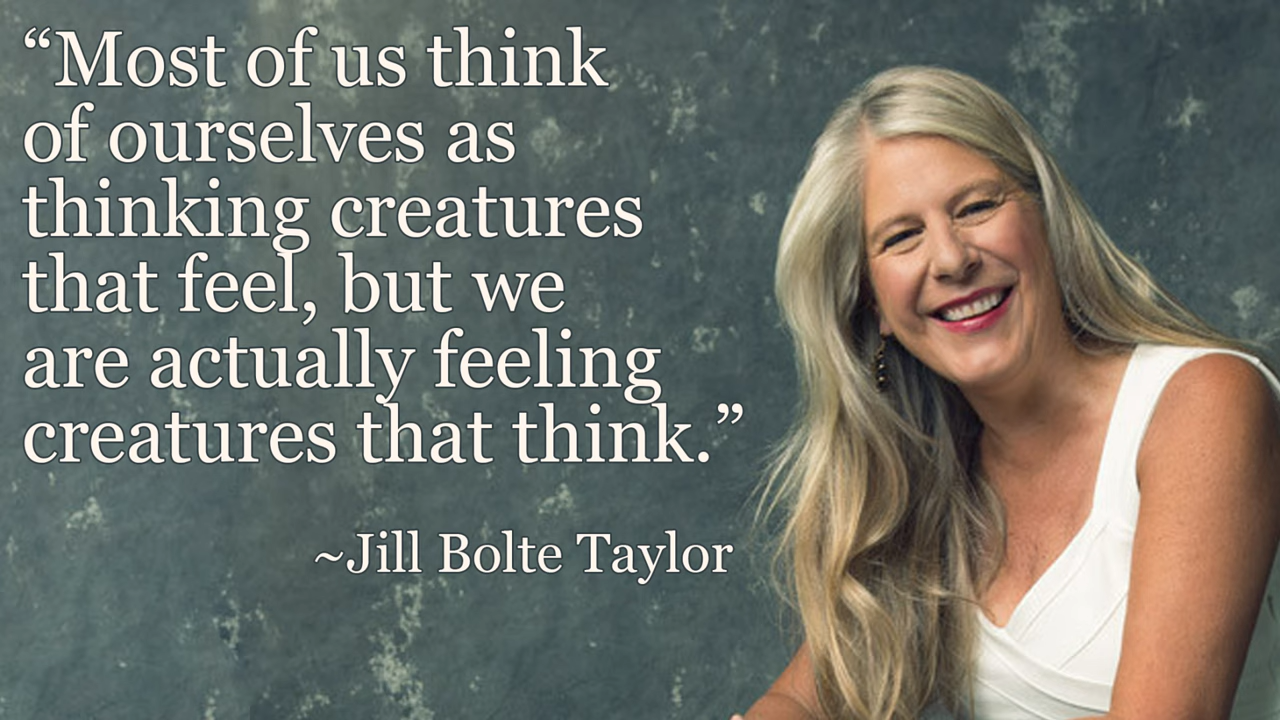 “Most of us think
of ourselves as
thinking creatures
that feel, but we
are actually feeling
creatures that think.”
~Jill Bolte Taylor